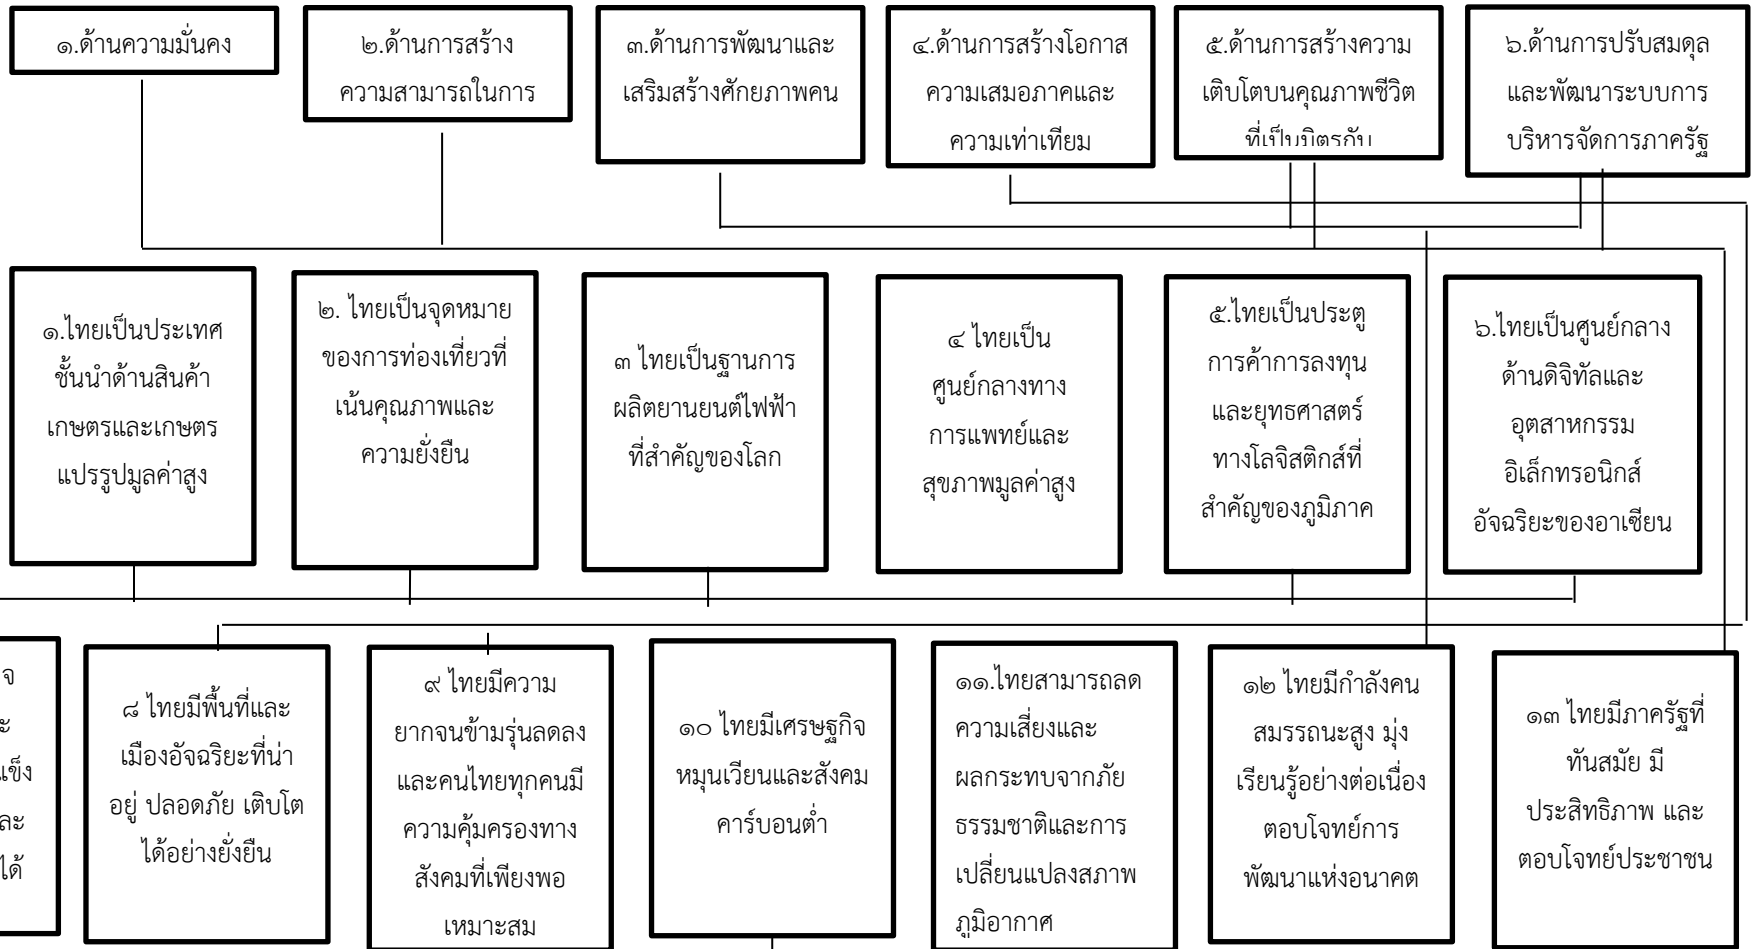 ๑.ด้านความมั่นคง
๒.ด้านการสร้าง
ความสามารถในการ
๓.ด้านการพัฒนาและ
เสริมสร้างศักยภาพคน
๔.ด้านการสร้างโอกาส
ความเสมอภาคและ
ความเท่าเทียม
๕.ด้านการสร้างความ
เติบโตบนคุณภาพชีวิต
ที่เป็นมิตรกับ
๖.ด้านการปรับสมดุล
และพัฒนาระบบการ
บริหารจัดการภาครัฐ
๑.ไทยเป็นประเทศ
ชั้นนำด้านสินค้า
เกษตรและเกษตร
แปรรูปมูลค่าสูง
๒. ไทยเป็นจุดหมาย
ของการท่องเที่ยวที่
เน้นคุณภาพและ
ความยั่งยืน
๓ ไทยเป็นฐานการ
ผลิตยานยนต์ไฟฟ้า
ที่สำคัญของโลก
๔ ไทยเป็น
ศูนย์กลางทาง
การแพทย์และ
สุขภาพมูลค่าสูง
๕.ไทยเป็นประตู
การค้าการลงทุน
และยุทธศาสตร์
ทางโลจิสติกส์ที่
สำคัญของภูมิภาค
๖.ไทยเป็นศูนย์กลาง
ด้านดิจิทัลและ
อุตสาหกรรม
อิเล็กทรอนิกส์
อัจฉริยะของอาเซียน
จ
ะ
แข็ง
ละ
ได้
๘ ไทยมีพื้นที่และ
เมืองอัจฉริยะที่น่า
อยู่ ปลอดภัย เติบโต
ได้อย่างยั่งยืน
๙ ไทยมีความ
ยากจนข้ามรุ่นลดลง
และคนไทยทุกคนมี
ความคุ้มครองทาง
สังคมที่เพียงพอ
เหมาะสม
๑๐ ไทยมีเศรษฐกิจ
หมุนเวียนและสังคม
คาร์บอนต่ำ
๑๑.ไทยสามารถลด
ความเสี่ยงและ
ผลกระทบจากภัย
ธรรมชาติและการ
เปลี่ยนแปลงสภาพ
ภูมิอากาศ
๑๒ ไทยมีกำลังคน
สมรรถนะสูง มุ่ง
เรียนรู้อย่างต่อเนื่อง
ตอบโจทย์การ
พัฒนาแห่งอนาคต
๑๓ ไทยมีภาครัฐที่
ทันสมัย มี
ประสิทธิภาพ และ
ตอบโจทย์ประชาชน